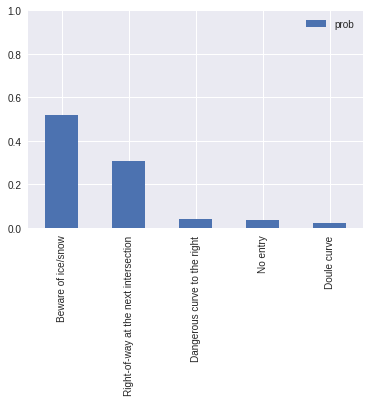 1.0
0.8
0.6
0.4
0.2
0.0
prob
Beware of ice/snow
Right-of-way at the next intersection
Dangerous curve to the right
No entry
Doule curve